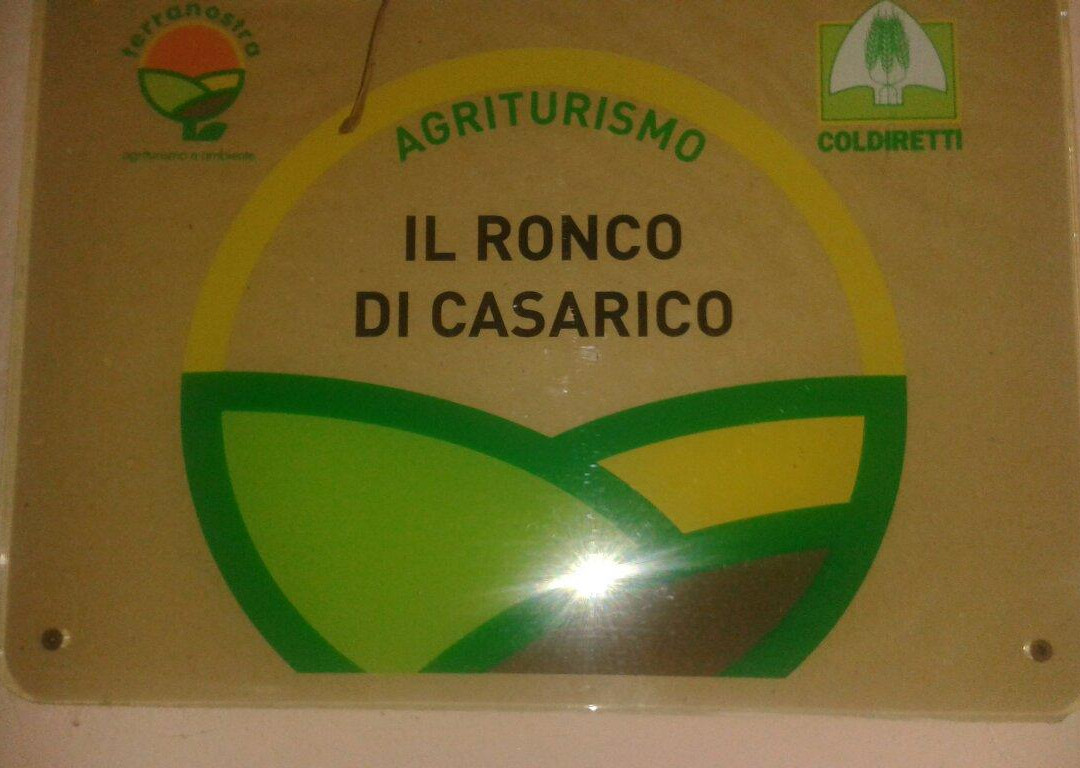 terranostra
agriturismo e ambiente
COLDIRETTI
AGRITURISMO
IL RONCO
DI CASARICO